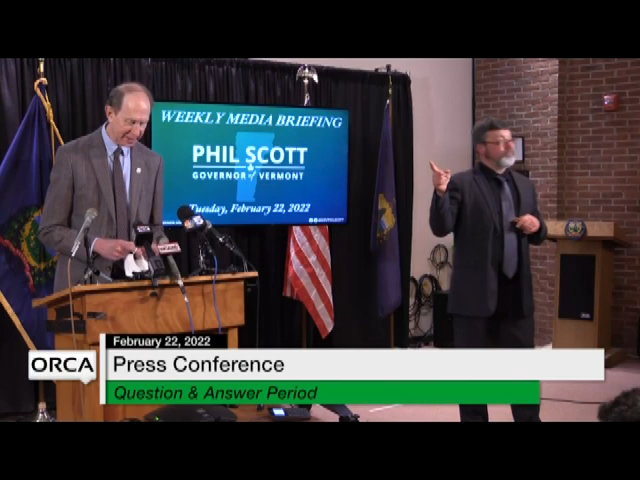 WEEKLY MEDIA BRIEFING
PHIL SCOTT
GOVERNOR OF VERMONT
Tuesday, February 22, 2022
February 22, 2022
ORCA
Press Conference
Question & Answer Period